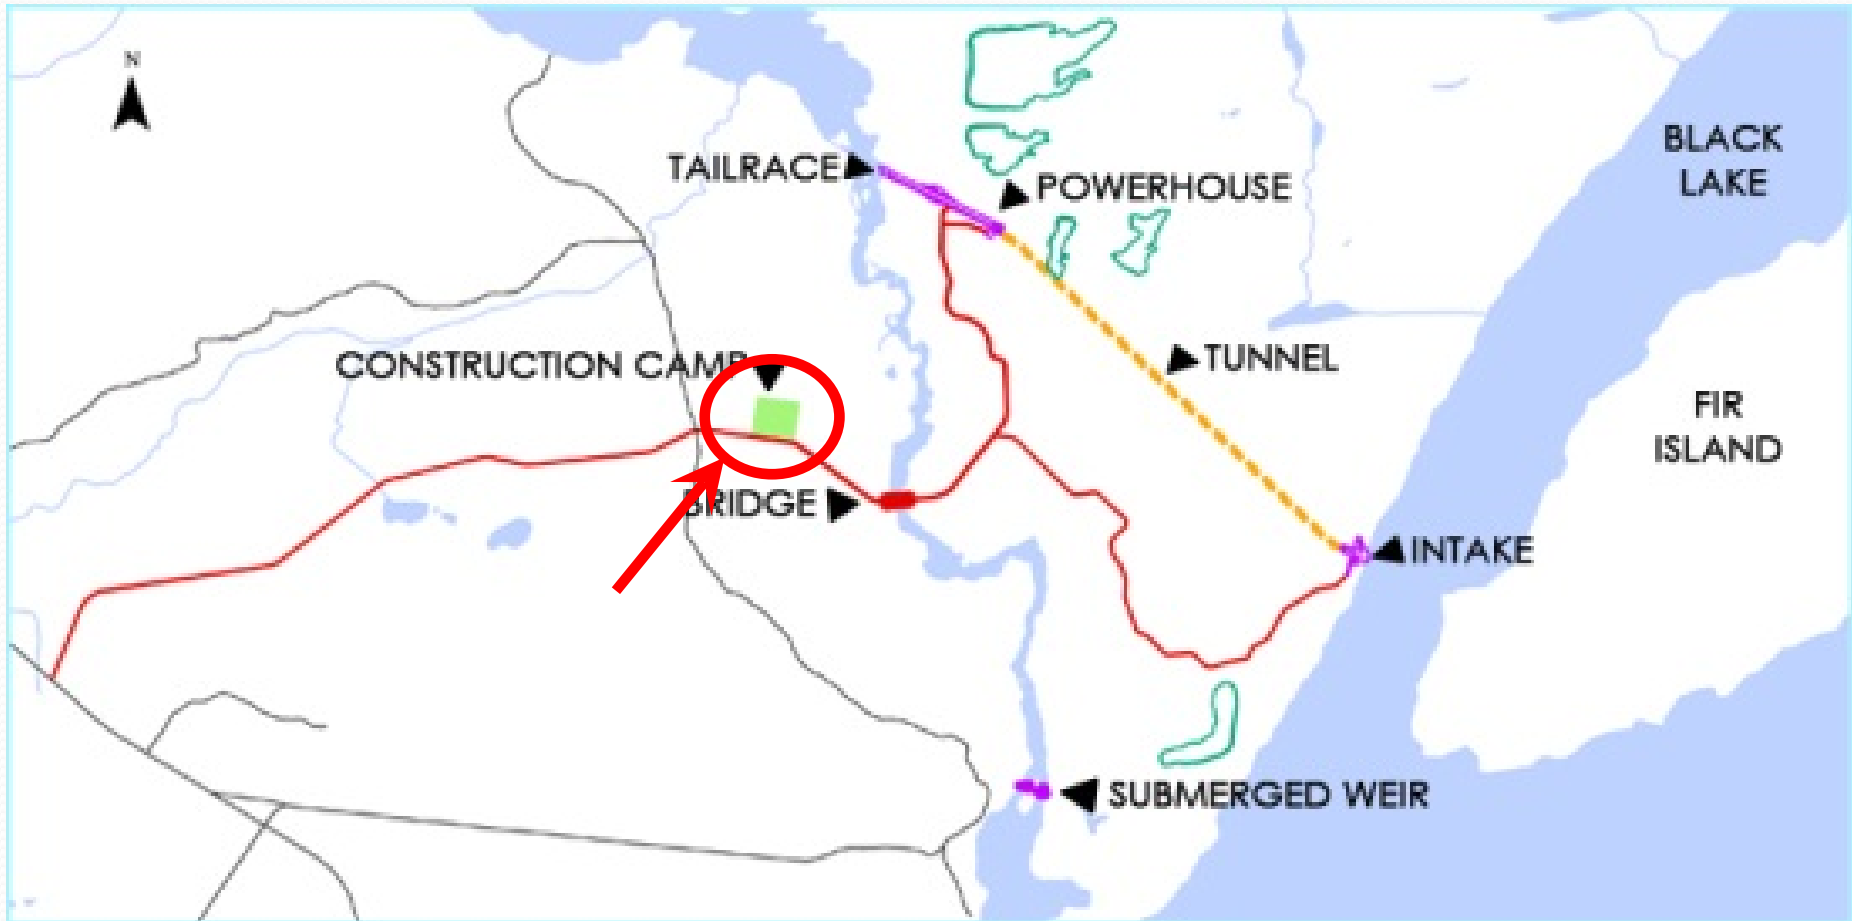 N
BLACK
LAKE
TAILRACE
POWERHOUSE
CONSTRUCTION CAMP
TUNNEL
FIR
ISLAND
BRIDGE
INTAKE
SUBMERGED WEIR